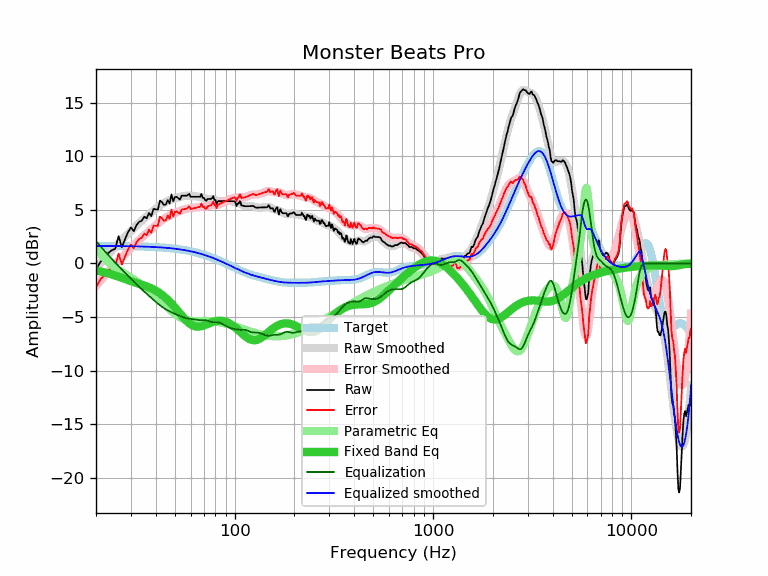 Monster Beats Pro
Amplitude (dBr)
15
10
5
0
−5
−10
−15
−20
Target
Raw Smoothed
Error Smoothed
Raw
Error
Parametric Eq
Fixed Band Eq
Equalization
Equalized smoothed
100
1000
10000
Frequency (Hz)